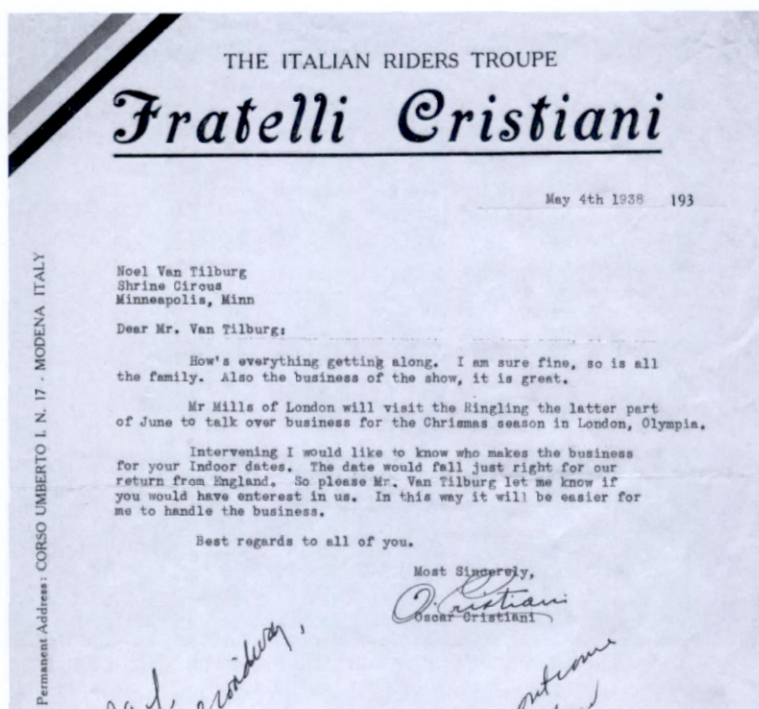 THE ITALIAN RIDERS TROUPE
Fratelli Cristiani
May 4th 1938 193
Noel Van Tilburg
Shrine Circus
Minneapolis, Minn
Dear Mr. Van Tilburg:
How's everything getting along. I am sure fine, so is all
the family. Also the business of the show, it is great.
Mr Mills of London will visit the Ringling the latter part
of June to talk over business for the Chrismas season in London, Olympia.
Intervening I would like to know who makes the business
for your Indoor dates. The date would fall just right for our
return from England. So please Mr. Van Tilburg let me know if
you would have enterest in us. In this way it will be easier for
me to handle the business.
Best regards to all of you.
Most Sincerely,
O. Cristiani
Oscar Cristiani
Permanent Address: CORSO UMBERTO I. N. 17 - MODENA ITALY